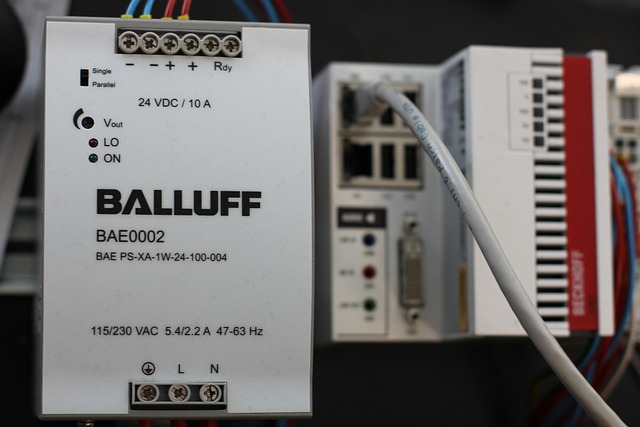 − − + + Rdy
Single
Parallel
24 VDC / 10 A
Vout
LO
ON
BALLUFF
BAE0002
BAE PS-XA-1W-24-100-004
115/230 VAC 5.4/2.2 A 47-63 Hz
L N
BECKHOFF